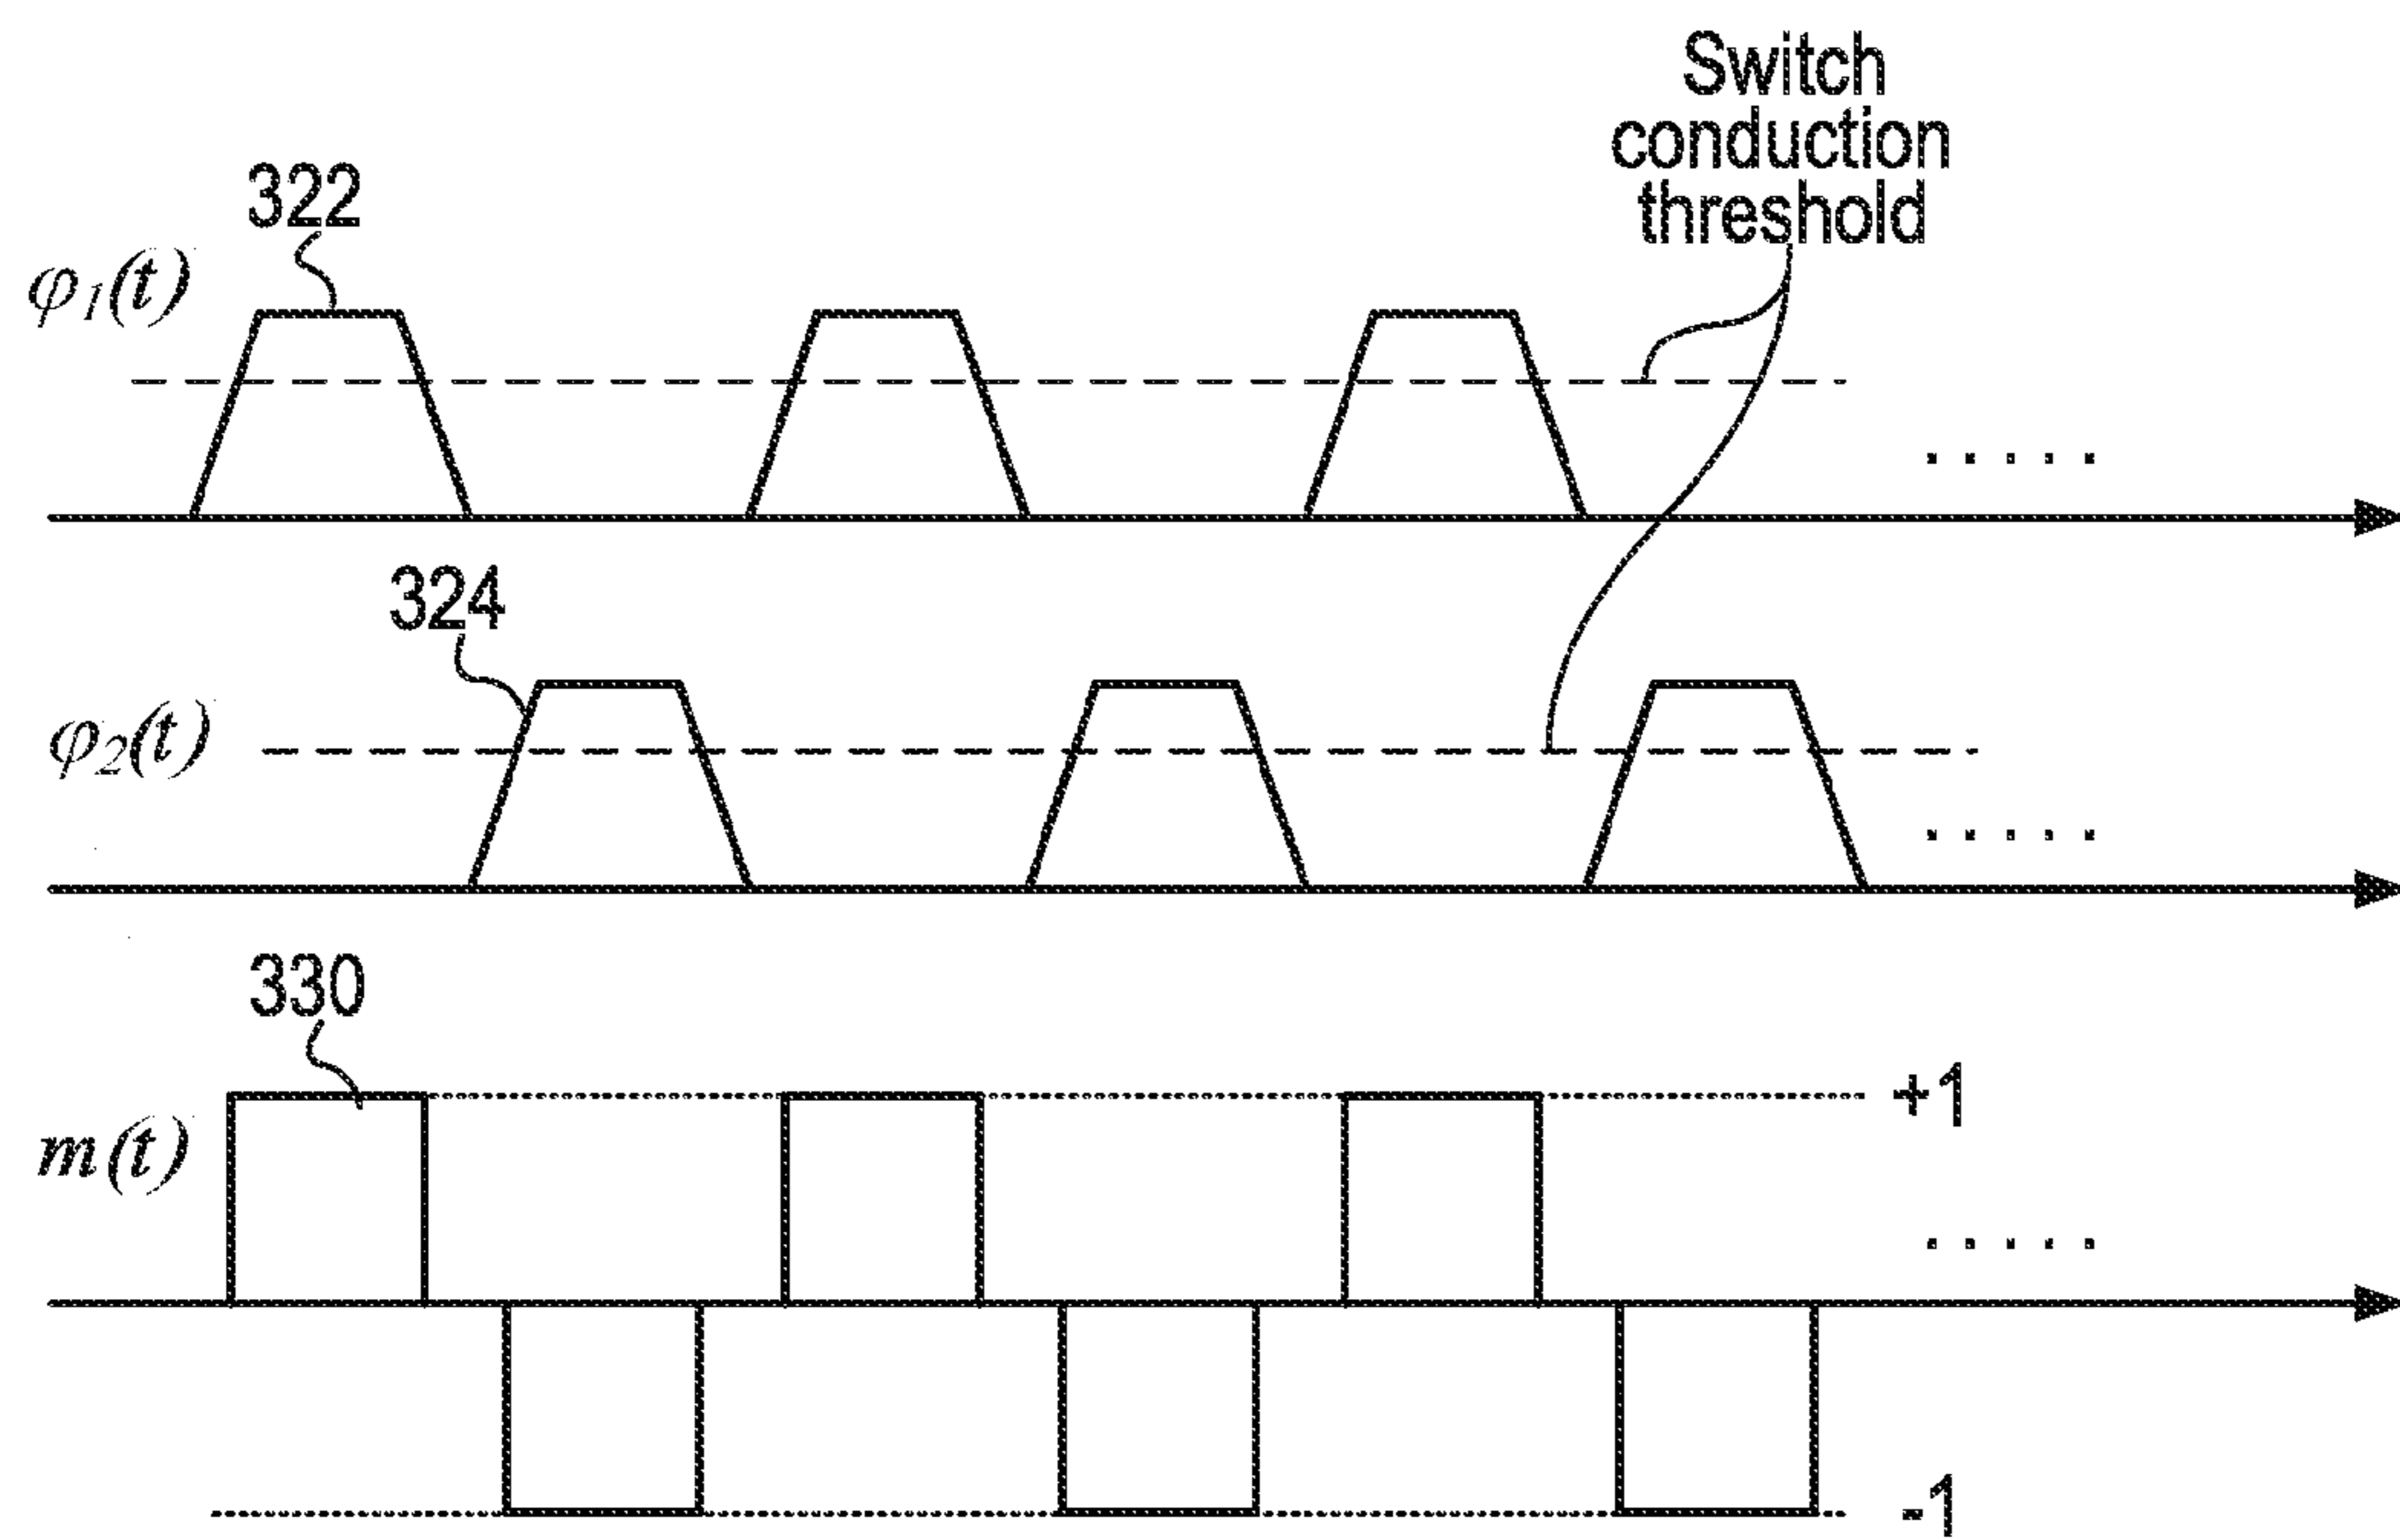 Switch
conduction
threshold
322
φ1(t)
324
φ2(t)
330
m(t)
+1
-1